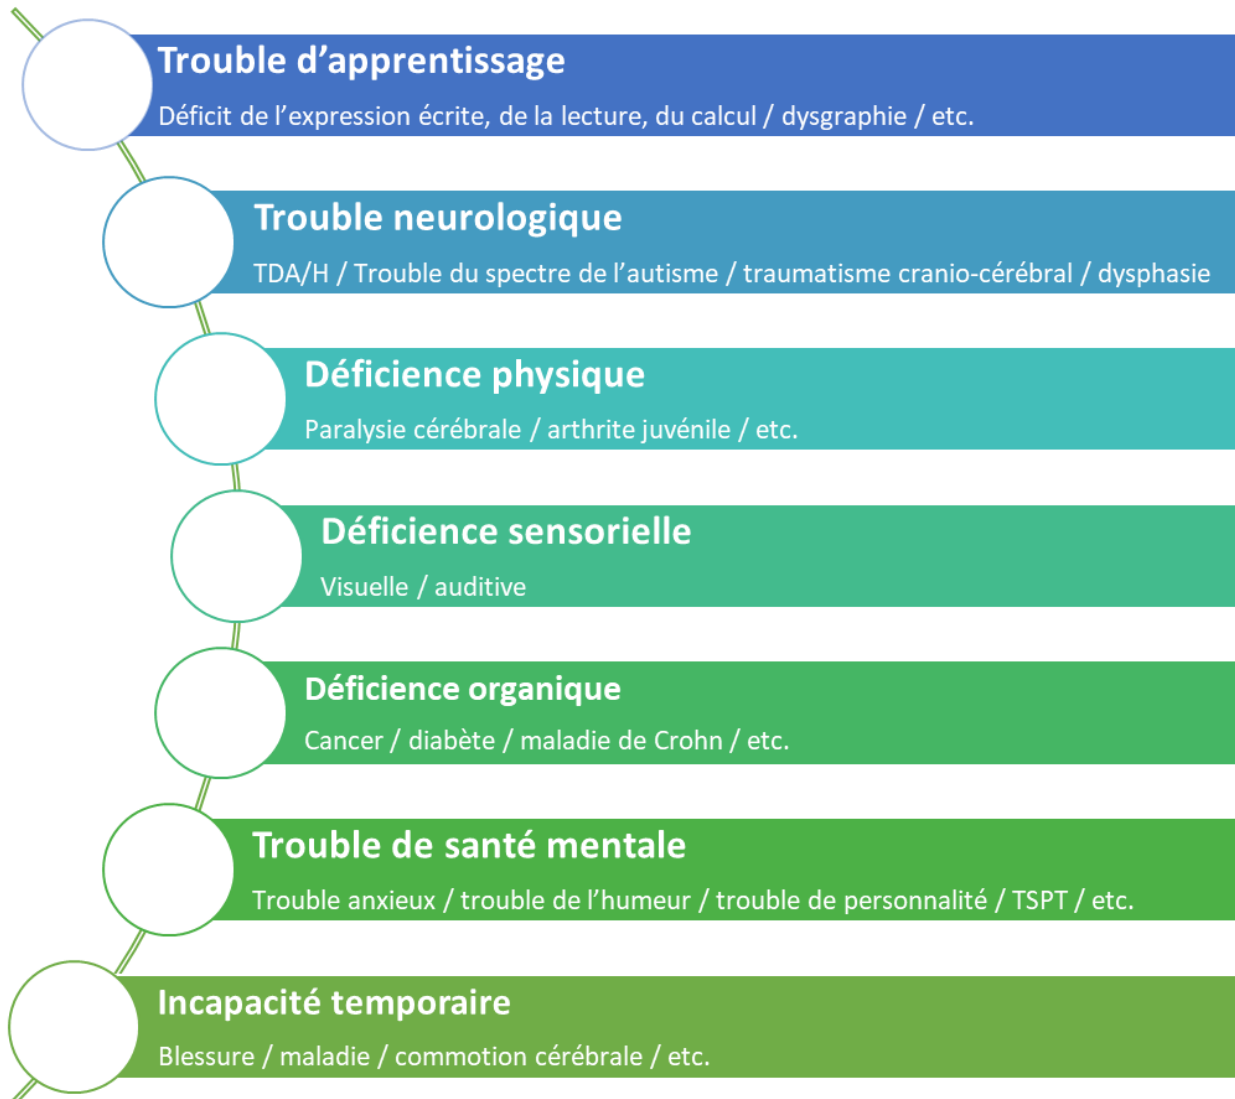 Trouble d’apprentissage
Déficit de l’expression écrite, de la lecture, du calcul / dysgraphie / etc.
Trouble neurologique
TDA/H / Trouble du spectre de l’autisme / traumatisme cranio-cérébral / dysphasie
Déficience physique
Paralysie cérébrale / arthrite juvénile / etc.
Déficience sensorielle
Visuelle / auditive
Déficience organique
Cancer / diabète / maladie de Crohn / etc.
Trouble de santé mentale
Trouble anxieux / trouble de l’humeur / trouble de personnalité / TSPT / etc.
Incapacité temporaire
Blessure / maladie / commotion cérébrale / etc.